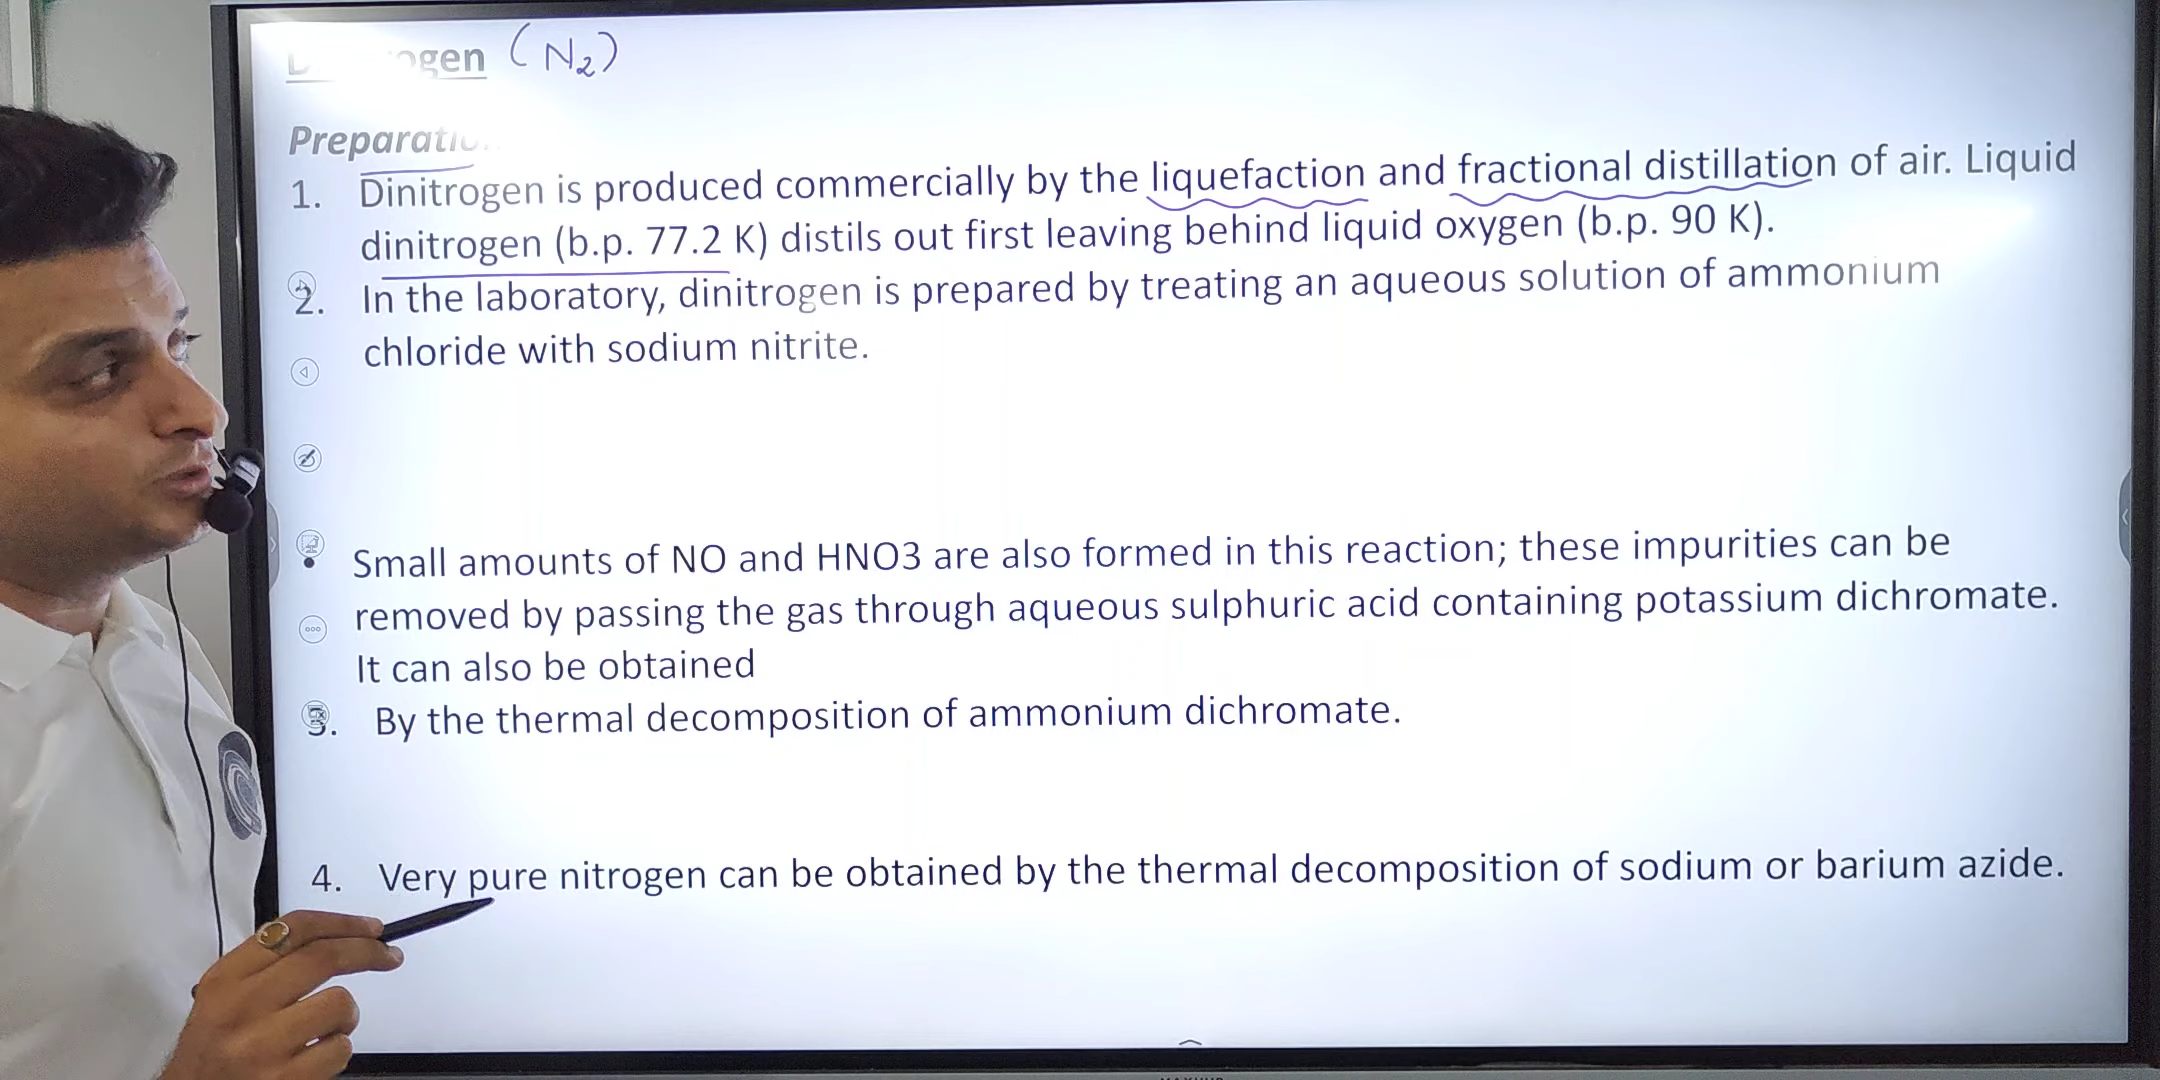 ogen (N2)
Preparatio
1. Dinitrogen is produced commercially by the liquefaction and fractional distillation of air. Liquid
dinitrogen (b.p. 77.2 K) distils out first leaving behind liquid oxygen (b.p. 90 K).
2. In the laboratory, dinitrogen is prepared by treating an aqueous solution of ammonium
chloride with sodium nitrite.
• Small amounts of NO and HNO3 are also formed in this reaction; these impurities can be
removed by passing the gas through aqueous sulphuric acid containing potassium dichromate.
It can also be obtained
3. By the thermal decomposition of ammonium dichromate.
4. Very pure nitrogen can be obtained by the thermal decomposition of sodium or barium azide.